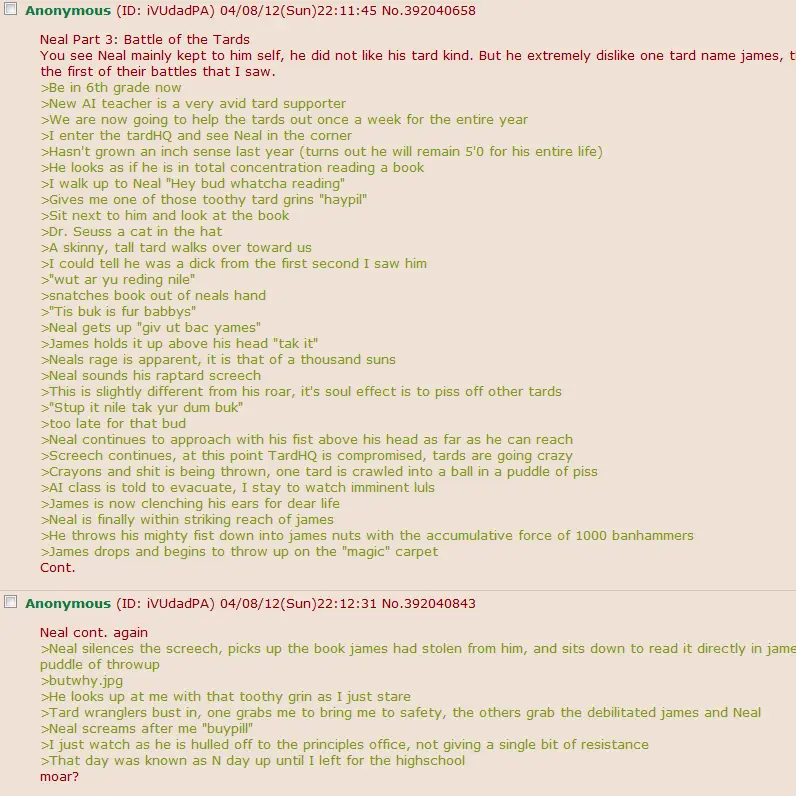 Anonymous (ID: iVUdadPA) 04/08/12(Sun)22:11:45 No.392040658
Neal Part 3: Battle of the Tards
You see Neal mainly kept to him self, he did not like his tard kind. But he extremely dislike one tard name james,
the first of their battles that I saw.
>Be in 6th grade now
>New AI teacher is a very avid tard supporter
>We are now going to help the tards out once a week for the entire year
>I enter the tardHQ and see Neal in the corner
>Hasn't grown an inch sense last year (turns out he will remain 5'0 for his entire life)
>He looks as if he is in total concentration reading a book
>I walk up to Neal "Hey bud whatcha reading"
>Gives me one of those toothy tard grins "haypil"
>Sit next to him and look at the book
>Dr. Seuss a cat in the hat
>A skinny, tall tard walks over toward us
>I could tell he was a dick from the first second I saw him
>"wut ar yu reding nile"
>snatches book out of neals hand
>"Tis buk is fur babbys"
>Neal gets up "giv ut bac yames"
>James holds it up above his head "tak it"
>Neals rage is apparent, it is that of a thousand suns
>Neal sounds his raptard screech
>This is slightly different from his roar, it's soul effect is to piss off other tards
>"Stup it nile tak yur dum buk"
>too late for that bud
>Neal continues to approach with his fist above his head as far as he can reach
>Screech continues, at this point TardHQ is compromised, tards are going crazy
>Crayons and shit is being thrown, one tard is crawled into a ball in a puddle of piss
>AI class is told to evacuate, I stay to watch imminent luls
>James is now clenching his ears for dear life
>Neal is finally within striking reach of james
>He throws his mighty fist down into james nuts with the accumulative force of 1000 banhammers
>James drops and begins to throw up on the "magic" carpet
Cont.
Anonymous (ID: iVUdadPA) 04/08/12(Sun)22:12:31 No.392040843
Neal cont. again
>Neal silences the screech, picks up the book james had stolen from him, and sits down to read it directly in
puddle of throwup
>butwhy.jpg
>He looks up at me with that toothy grin as I just stare
>Tard wranglers bust in, one grabs me to bring me to safety, the others grab the debilitated james and Neal
>Neal screams after me "buypill"
>I just watch as he is hulled off to the principles office, not giving a single bit of resistance
>That day was known as N day up until I left for the highschool
moar?